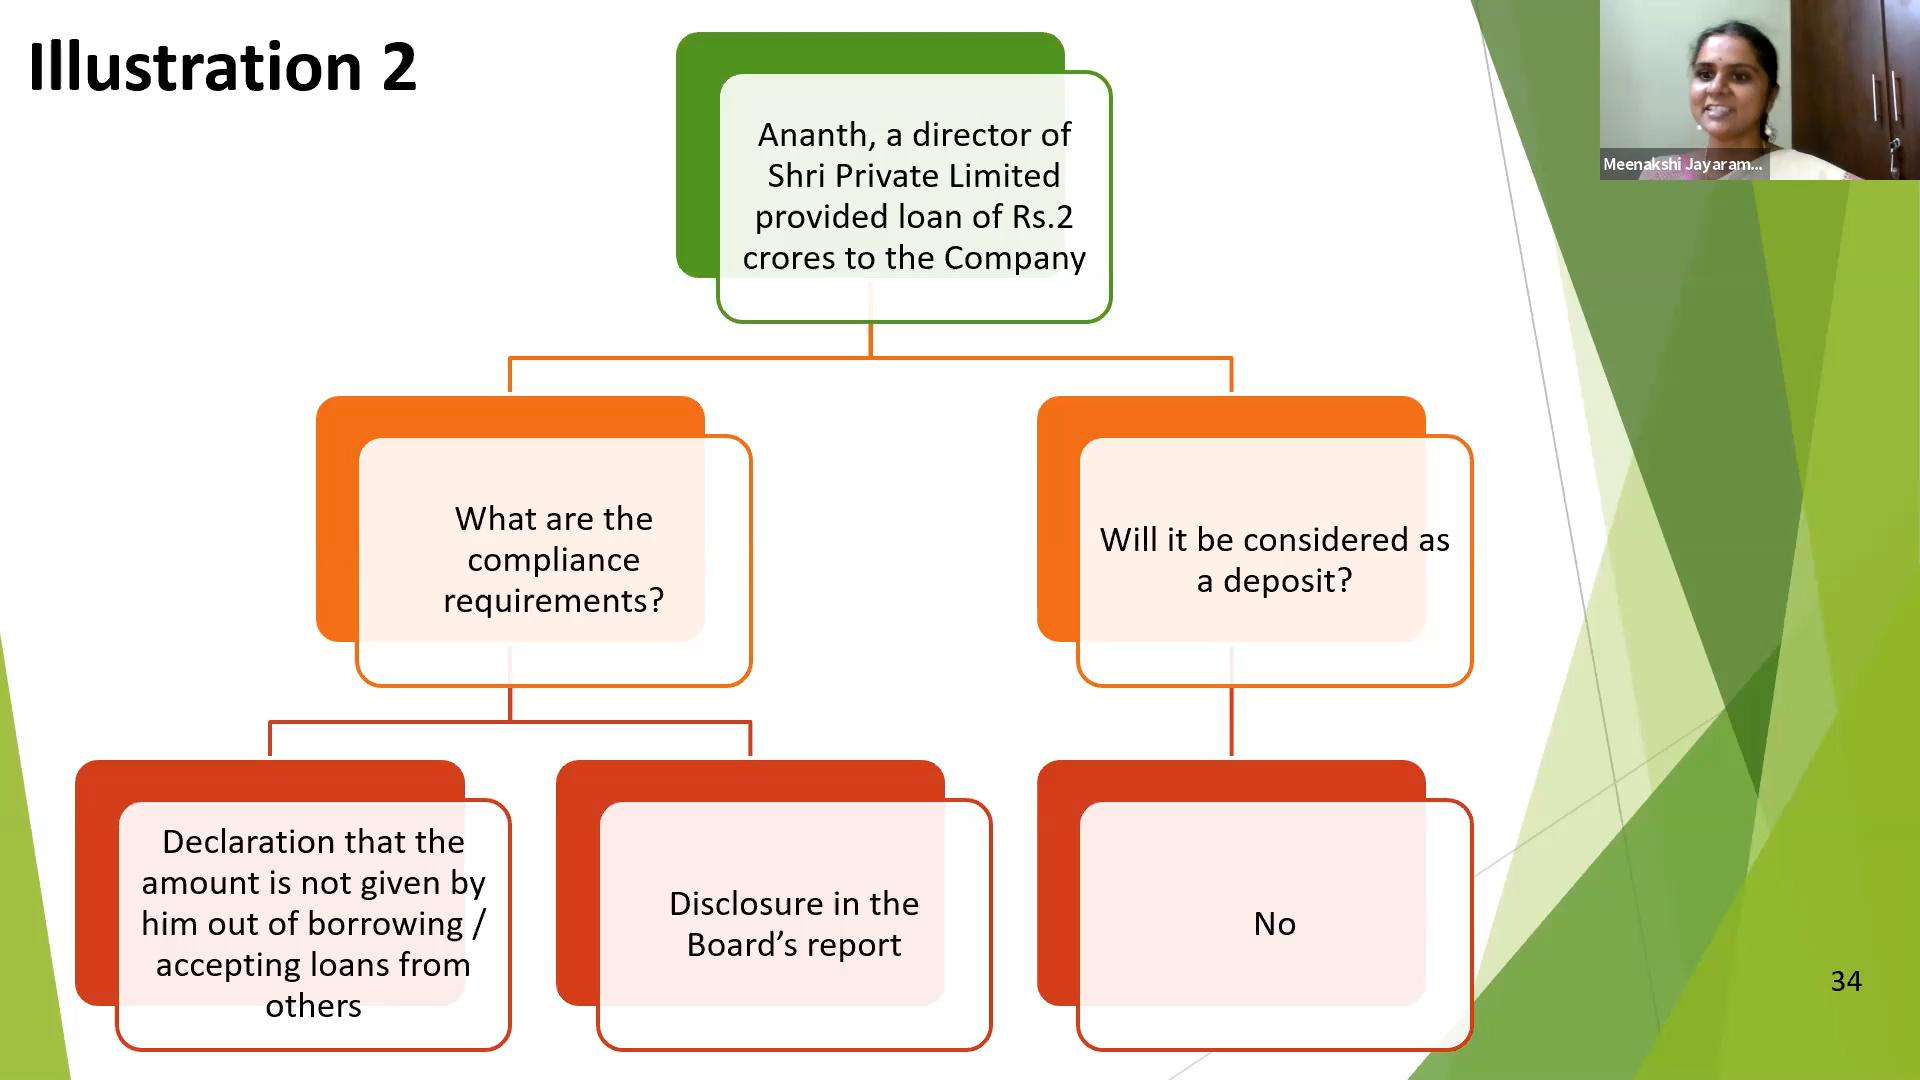 Illustration 2
Ananth, a director of
Shri Private Limited
provided loan of Rs.2
crores to the Company
What are the
compliance
requirements?
Will it be considered as
a deposit?
Declaration that the
amount is not given by
him out of borrowing /
accepting loans from
others
Disclosure in the
Board’s report
No
34
Meenakshi Jayaram...